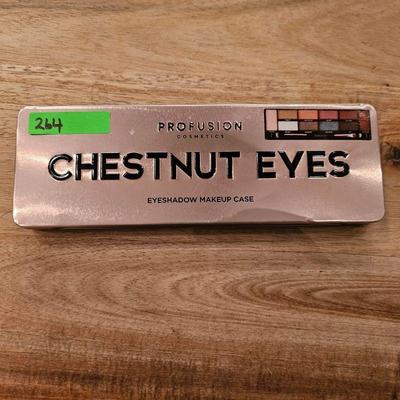 264
PROFUSION
COSMETICS
CHESTNUT EYES
EYESHADOW MAKEUP CASE